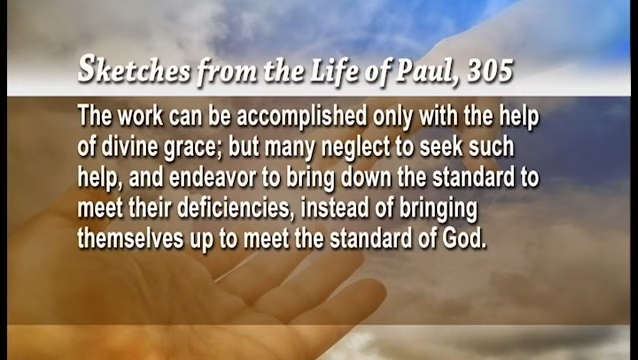 Sketches from the Life of Paul, 305
The work can be accomplished only with the help
of divine grace; but many neglect to seek such
help, and endeavor to bring down the standard to
meet their deficiencies, instead of bringing
themselves up to meet the standard of God.